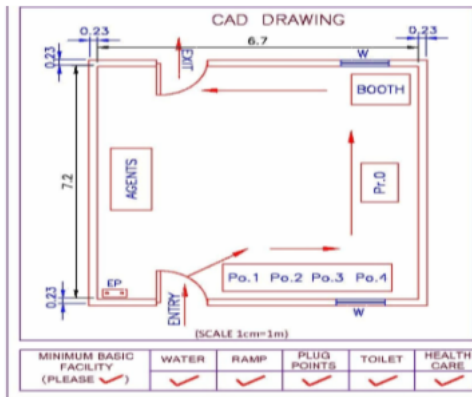 CAD DRAWING
0.23
6.7
0.23
EXIT
W
0.23
BOOTH
7.2
AGENTS
Pr.O
EP
Po.1 Po.2 Po.3 Po.4
0.23
ENTRY
W
(SCALE 1cm=1m)
MINIMUM BASIC
FACILITY
(PLEASE ✓)
WATER
RAMP
PLUG
POINTS
TOILET
HEALTH
CARE
✓ ✓ ✓ ✓ ✓